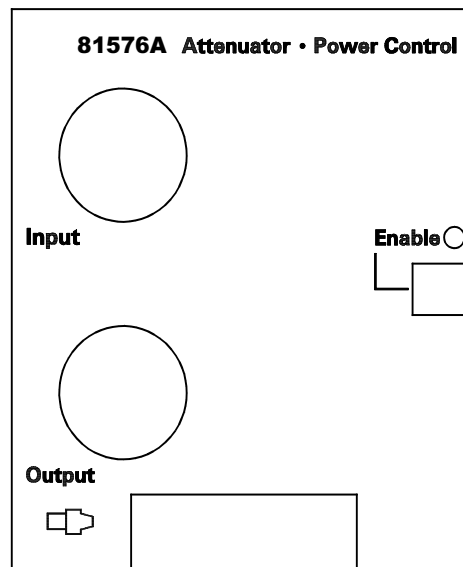 81576A Attenuator • Power Control
Input
Enable
Output